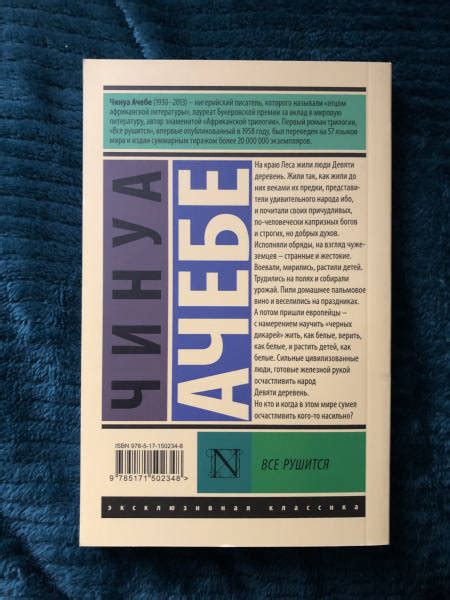 Чинуа Ачебе (1930–2013) – нигерийский писатель, которого называли «отцом
африканской литературы», лауреат Букеровской премии за вклад в мировую
литературу, автор знаменитой «Африканской трилогии». Первый роман трилогии,
«Все рушится», впервые опубликованный в 1958 году, был переведен на 57 языков
мира и издан суммарным тиражом более 20 000 000 экземпляров.
ЧИНУА
АЧЕБЕ
На краю Леса жили люди Девяти
деревень. Жили так, как жили до
них веками их предки, представи-
тели удивительного народа ибо,
и почитали своих причудливых,
по-человечески капризных богов
и строгих, но добрых духов.
Исполняли обряды, на взгляд чуже-
земцев – странные и жестокие.
Воевали, мирились, растили детей.
Трудились на полях и собирали
урожай. Пили домашнее пальмовое
вино и веселились на праздниках.
А потом пришли европейцы –
с намерением научить «черных
дикарей» жить, как белые, верить,
как белые, и растить детей, как
белые. Сильные цивилизованные
люди, готовые железной рукой
осчастливить народ
Девяти деревень.
Но кто и когда в этом мире сумел
осчастливить кого-то насильно?
ISBN 978-5-17-150234-8
9 785171 502348 >
N
ВСЕ РУШИТСЯ
эксклюзивная классика